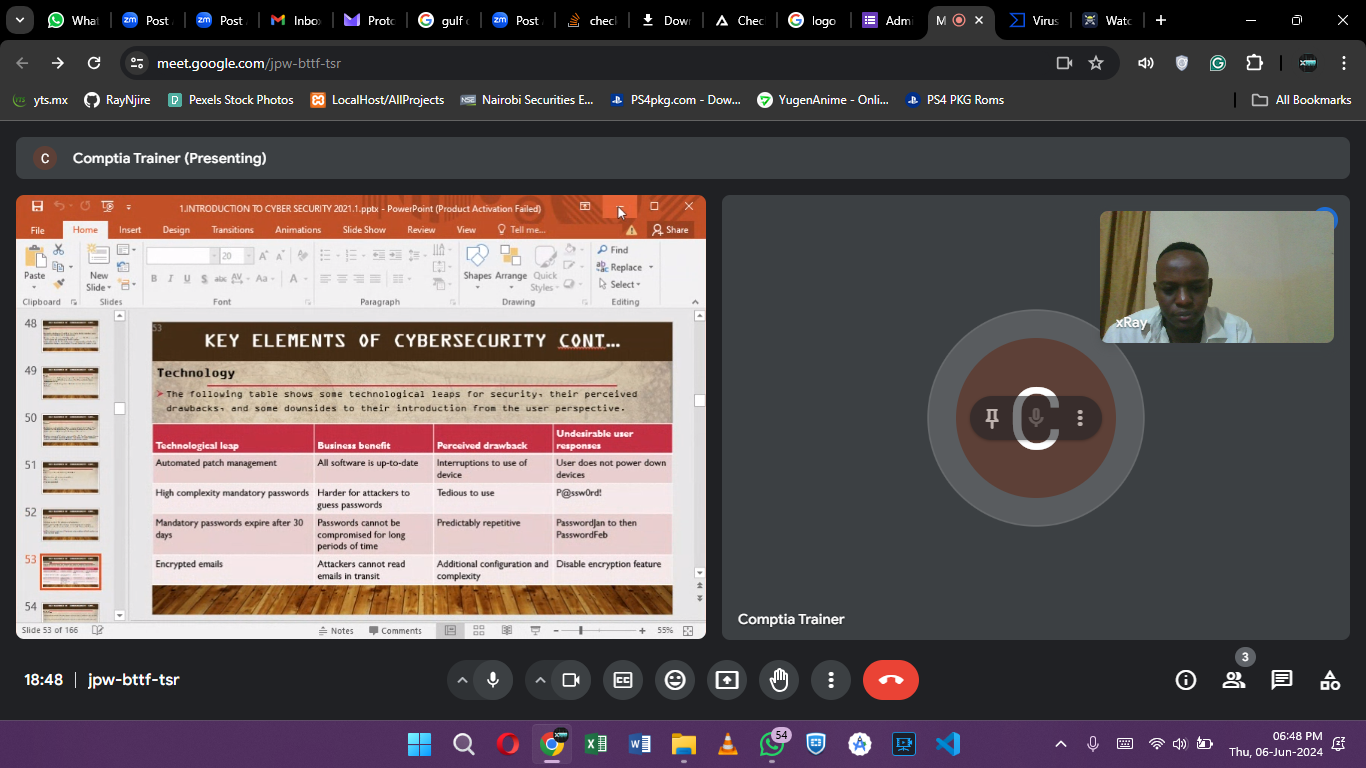 What
Post
Post
Inbo
Proto
gulf c
Post
checl
Dow
Chec
logo
Admi
M
Virus
Watc
meet.google.com/jpw-bttf-tsr
yts.mx
RayNjire
Pexels Stock Photos
LocalHost/AllProjects
NSE Nairobi Securities E...
PS4pkg.com - Dow...
YugenAnime - Onli...
PS4 PKG Roms
All Bookmarks
C Comptia Trainer (Presenting)
1.INTRODUCTION TO CYBER SECURITY 2021.1.pptx - PowerPoint (Product Activation Failed)
File Home Insert Design Transitions Animations Slide Show Review View Tell me... Share
Paste
New Slide
20
B I U S abc AV Aa A
Shapes Arrange Quick Styles
Find
Replace
Select
Clipboard Slides Font Paragraph Drawing Editing
48
49
50
51
52
53
54
53
KEY ELEMENTS OF CYBERSECURITY CONT…
Technology
The following table shows some technological leaps for security, their perceived
drawbacks, and some downsides to their introduction from the user perspective.
Technological leap | Business benefit | Perceived drawback | Undesirable user responses
Automated patch management | All software is up-to-date | Interruptions to use of device | User does not power down devices
High complexity mandatory passwords | Harder for attackers to guess passwords | Tedious to use | P@ssw0rd!
Mandatory passwords expire after 30 days | Passwords cannot be compromised for long periods of time | Predictably repetitive | PasswordJan to then PasswordFeb
Encrypted emails | Attackers cannot read emails in transit | Additional configuration and complexity | Disable encryption feature
Slide 53 of 166
Notes
Comments
55%
xRay
C
Comptia Trainer
18:48 | jpw-bttf-tsr
3
54
06:48 PM
Thu, 06-Jun-2024